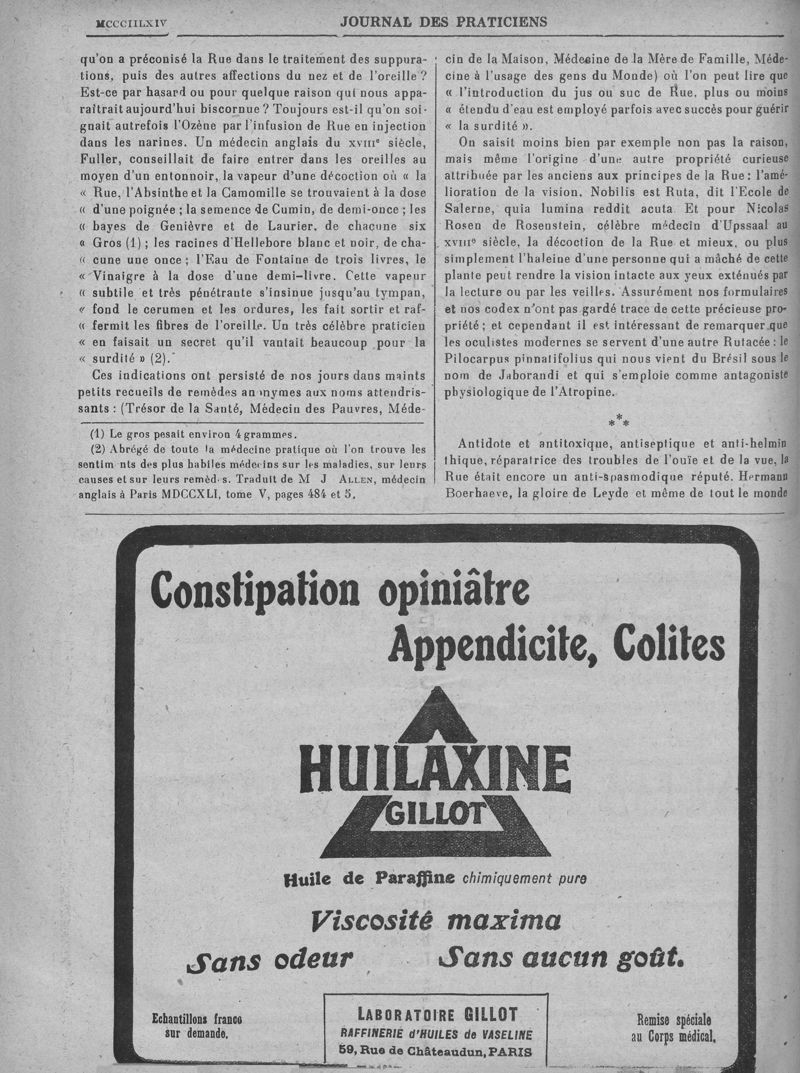 MCCCIILXIV
JOURNAL DES PRATICIENS
qu'on a préconisé la Rue dans le traitement des suppura-
tions, puis des autres affections du nez et de l'oreille ?
Est-ce par hasard ou pour quelque raison qui nous appa-
raîtrait aujourd'hui biscornue ? Toujours est-il qu'on soi-
gnait autrefois l'Ozène par l'infusion de Rue en injection
dans les narines. Un médecin anglais du XVIIIe siècle,
Fuller, conseillait de faire entrer dans les oreilles au
moyen d'un entonnoir, la vapeur d'une décoction où « la
« Rue, l'Absinthe et la Camomille se trouvaient à la dose
« d'une poignée ; la semence de Cumin, de demi-once ; les
« bayes de Genièvre et de Laurier, de chacune six
« Gros (1) ; les racines d'Hellebore blanc et noir, de cha-
« cune une once ; l'Eau de Fontaine de trois livres, le
« Vinaigre à la dose d'une demi-livre. Cette vapeur
« subtile et très pénétrante s'insinue jusqu'au tympan,
« fond le cerumen et les ordures, les fait sortir et raf-
« fermit les fibres de l'oreille. Un très célèbre praticien
« en faisait un secret qu'il vantait beaucoup pour la
« surdité » (2).
Ces indications ont persisté de nos jours dans maints
petits recueils de remèdes anonymes aux noms attendris-
sants : (Trésor de la Santé, Médecin des Pauvres, Méde-
(1) Le gros pesait environ 4 grammes.
(2) Abrégé de toute la médecine pratique où l'on trouve les
sentim nts des plus habiles médecins sur les maladies, sur leurs
causes et sur leurs remèd s. Traduit de M J ALLEN, médecin
anglais à Paris MDCCXLI, tome V, pages 484 et 5.
cin de la Maison, Médecine de la Mère de Famille, Méde-
cine à l'usage des gens du Monde) où l'on peut lire que
« l'introduction du jus ou suc de Rue, plus ou moins
« étendu d'eau est employé parfois avec succès pour guérir
« la surdité ».
On saisit moins bien par exemple non pas la raison,
mais même l'origine d'une autre propriété curieuse
attribuée par les anciens aux principes de la Rue : l'amé-
lioration de la vision. Nobilis est Ruta, dit l'Ecole de
Salerne, quia lumina reddit acuta. Et pour Nicolas
Rosen de Rosenstein, célèbre médecin d'Upssaal au
XVIIIe siècle, la décoction de la Rue et mieux, ou plus
simplement l'haleine d'une personne qui a mâché de cette
plante peut rendre la vision intacte aux yeux exténués par
la lecture ou par les veilles. Assurément nos formulaires
et nos codex n'ont pas gardé trace de cette précieuse pro-
priété ; et cependant il est intéressant de remarquer que
les oculistes modernes se servent d'une autre Rutacée : le
Pilocarpus pinnatifolius qui nous vient du Brésil sous le
nom de Jaborandi et qui s'emploie comme antagoniste
physiologique de l'Atropine.
***
Antidote et antitoxique, antiseptique et anti-helmin
thique, réparatrice des troubles de l'ouïe et de la vue, la
Rue était encore un anti-spasmodique réputé. Hermann
Boerhaeve, la gloire de Leyde et même de tout le monde
Constipation opiniâtre
Appendicite, Colites
HUILAXINE
GILLOT
Huile de Paraffine chimiquement pure
Viscosité maxima
Sans odeur Sans aucun goût.
Echantillons franco
sur demande.
LABORATOIRE GILLOT
RAFFINERIE d'HUILES de VASELINE
59, Rue de Châteaudun, PARIS
Remise spéciale
au Corps médical.